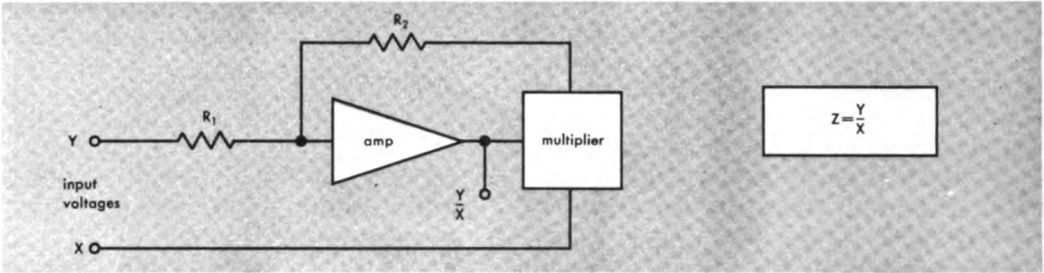 R₂
R₁
Y
amp
multiplier
Z=Y/X
input
voltages
Y/X
X